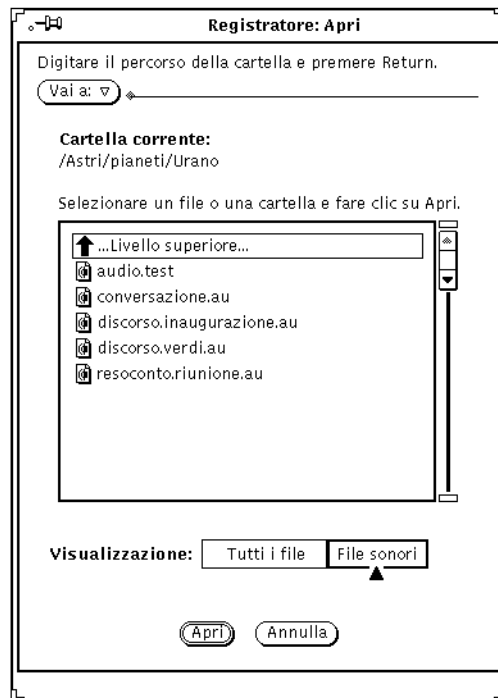 Registratore: Apri
Digitare il percorso della cartella e premere Return.
Vai a:
Cartella corrente:
/Astri/pianeti/Urano
Selezionare un file o una cartella e fare clic su Apri.
...Livello superiore...
audio.test
conversazione.au
discorso.inaugurazione.au
discorso.verdi.au
resoconto.riunione.au
Visualizzazione: Tutti i file File sonori
Apri Annulla